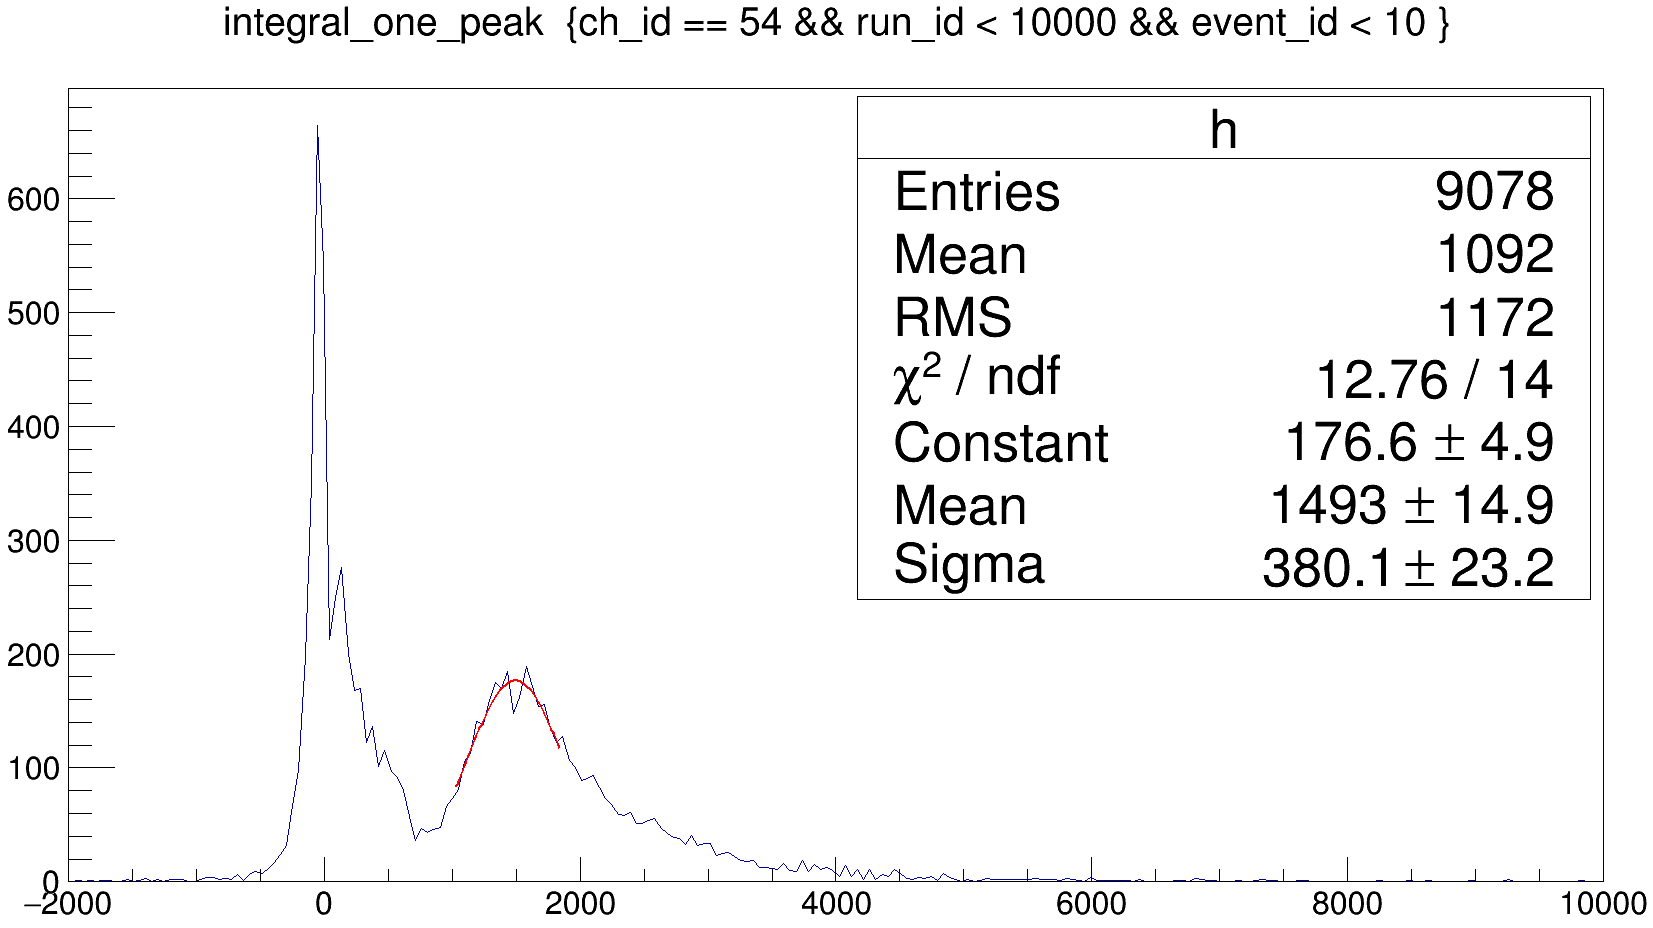 integral_one_peak {ch_id == 54 && run_id < 10000 && event_id < 10 }
h
Entries 9078
Mean 1092
RMS 1172
χ² / ndf 12.76 / 14
Constant 176.6 ± 4.9
Mean 1493 ± 14.9
Sigma 380.1 ± 23.2
600
500
400
300
200
100
0
−2000 0 2000 4000 6000 8000 10000